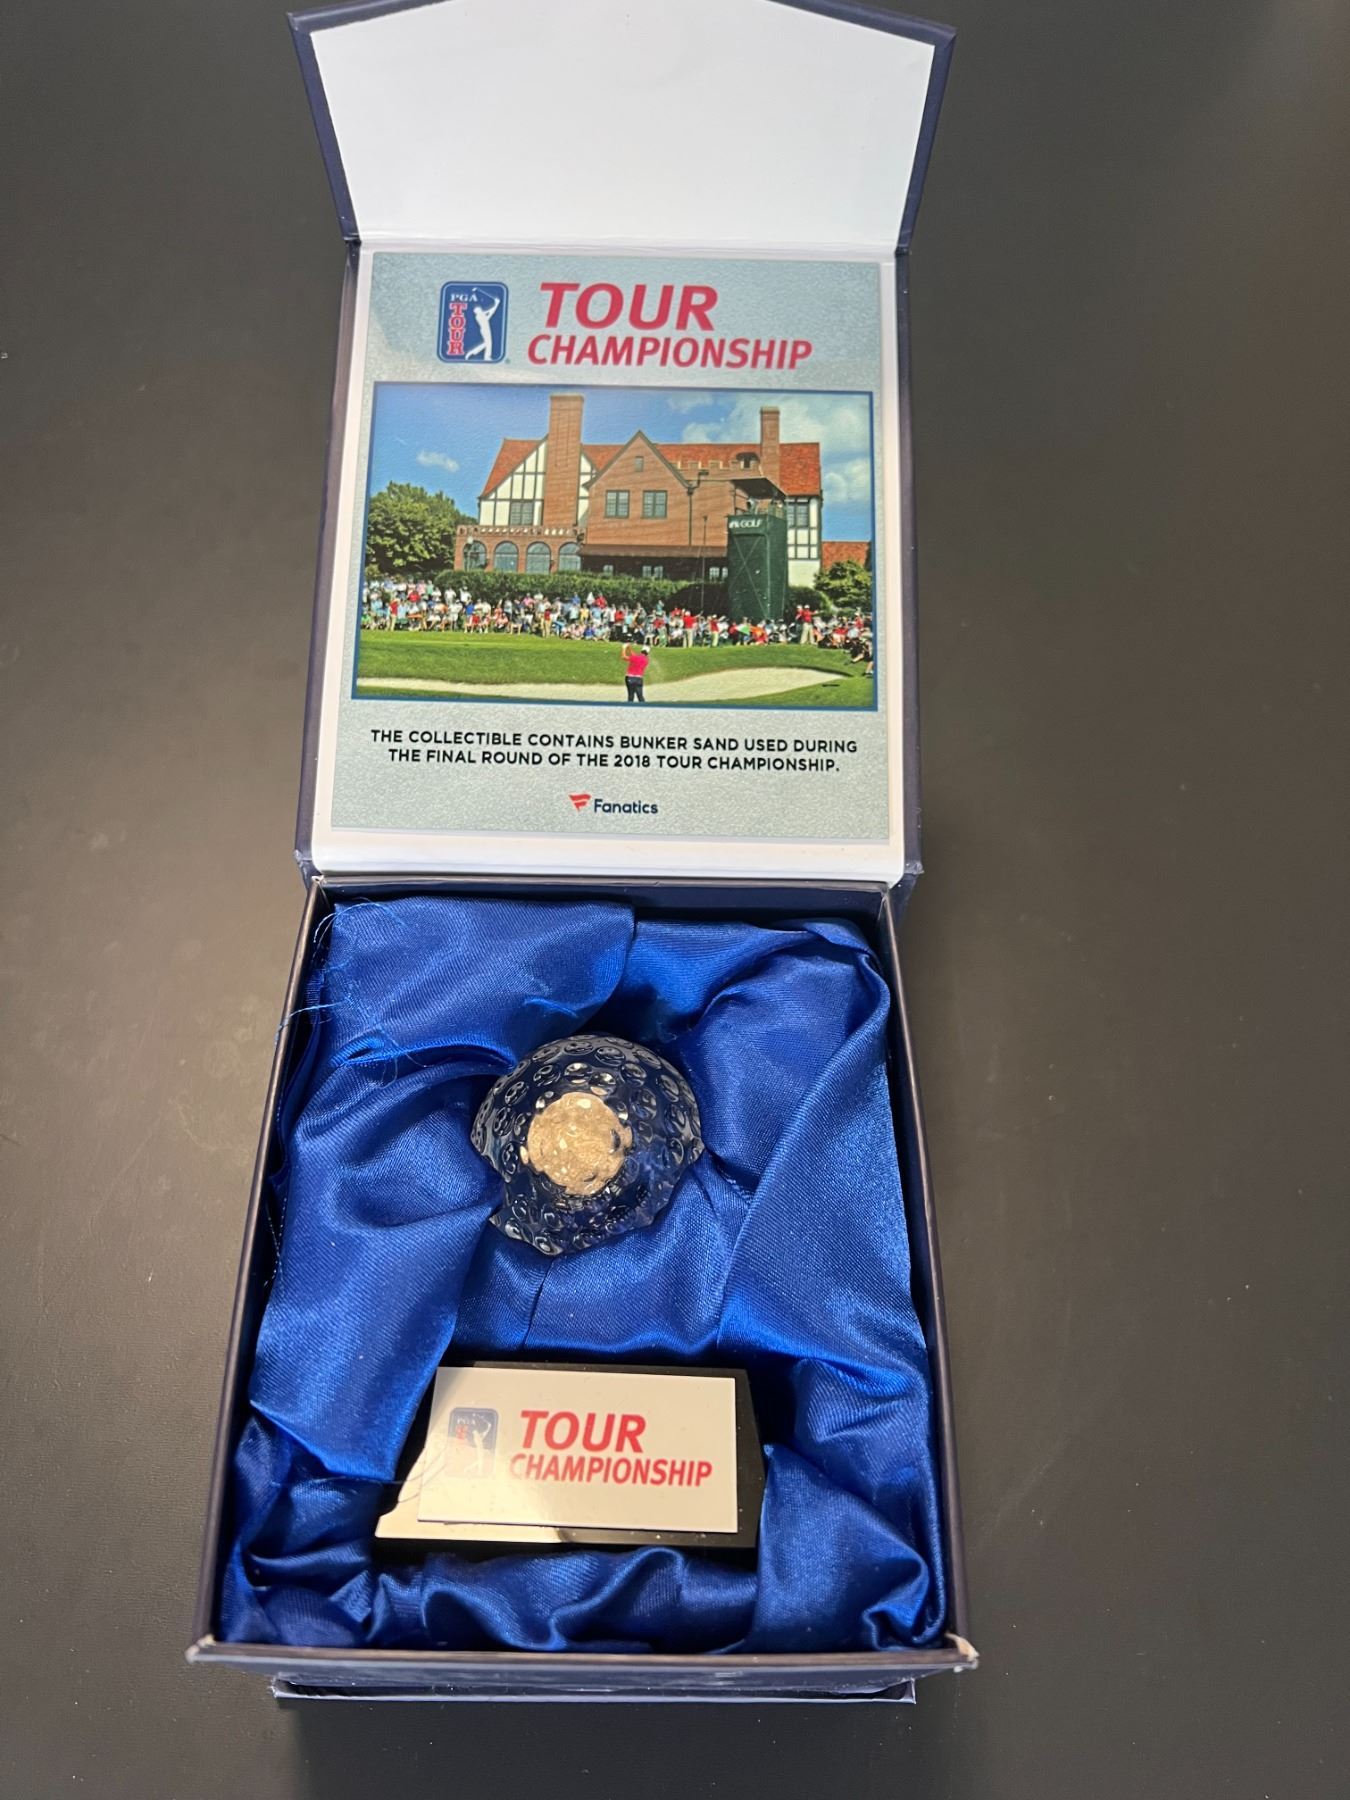 PGA
TOUR
TOUR
CHAMPIONSHIP
GOLF
THE COLLECTIBLE CONTAINS BUNKER SAND USED DURING
THE FINAL ROUND OF THE 2018 TOUR CHAMPIONSHIP.
Fanatics
PGA
TOUR
CHAMPIONSHIP